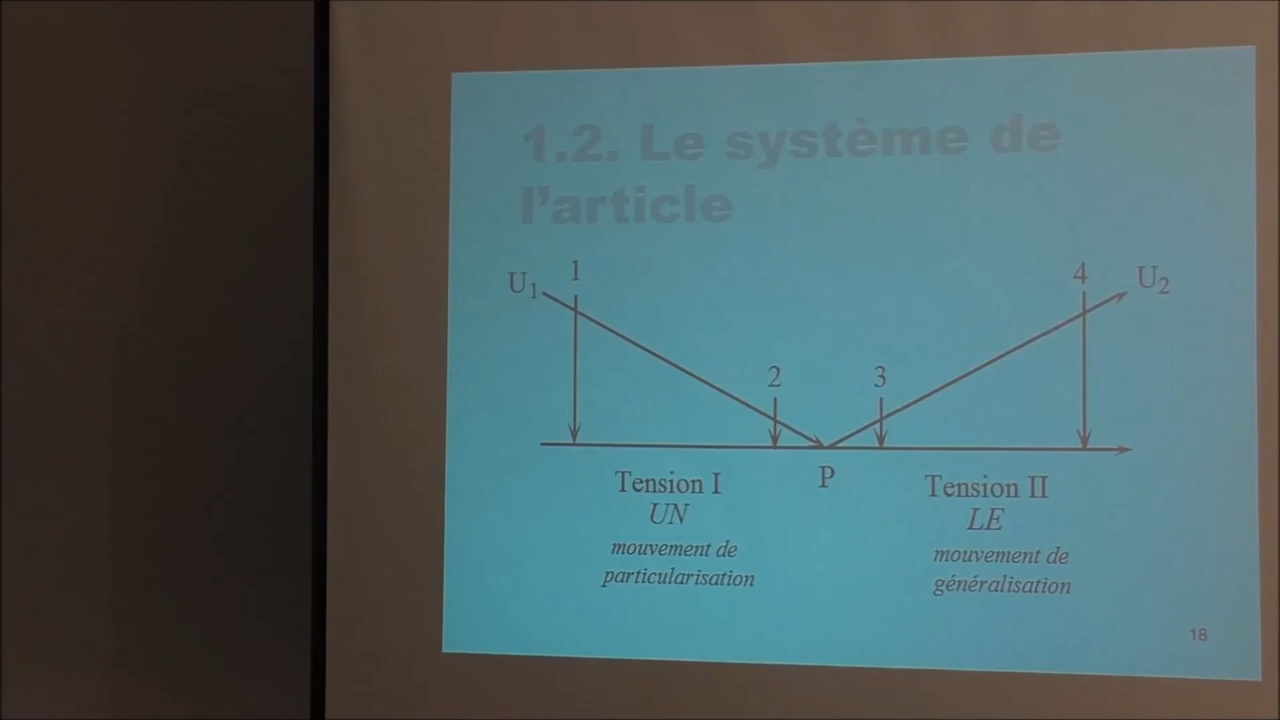 1.2. Le système de
l’article
U1 1 4 U2
2 3
P
Tension I
UN
mouvement de
particularisation
Tension II
LE
mouvement de
généralisation
18